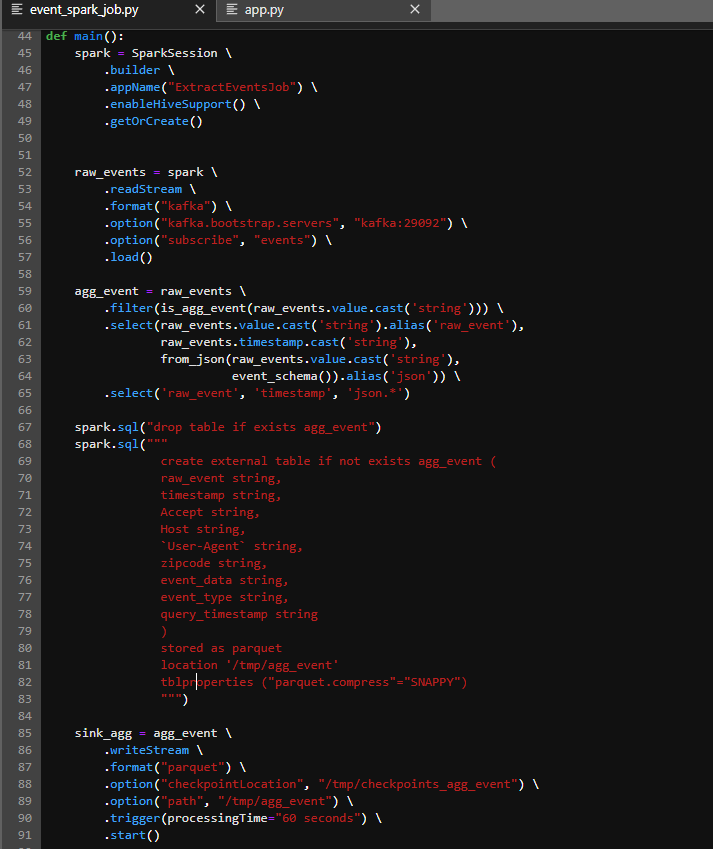 event_spark_job.py × app.py ×
44 def main():
45     spark = SparkSession \
46         .builder \
47         .appName("ExtractEventsJob") \
48         .enableHiveSupport() \
49         .getOrCreate()
50
51
52     raw_events = spark \
53         .readStream \
54         .format("kafka") \
55         .option("kafka.bootstrap.servers", "kafka:29092") \
56         .option("subscribe", "events") \
57         .load()
58
59     agg_event = raw_events \
60         .filter(is_agg_event(raw_events.value.cast('string'))) \
61         .select(raw_events.value.cast('string').alias('raw_event'),
62                 raw_events.timestamp.cast('string'),
63                 from_json(raw_events.value.cast('string'),
64                           event_schema()).alias('json')) \
65         .select('raw_event', 'timestamp', 'json.*')
66
67     spark.sql("drop table if exists agg_event")
68     spark.sql("""
69                 create external table if not exists agg_event (
70                 raw_event string,
71                 timestamp string,
72                 Accept string,
73                 Host string,
74                 `User-Agent` string,
75                 zipcode string,
76                 event_data string,
77                 event_type string,
78                 query_timestamp string
79                 )
80                 stored as parquet
81                 location '/tmp/agg_event'
82                 tblproperties ("parquet.compress"="SNAPPY")
83                 """)
84
85     sink_agg = agg_event \
86         .writeStream \
87         .format("parquet") \
88         .option("checkpointLocation", "/tmp/checkpoints_agg_event") \
89         .option("path", "/tmp/agg_event") \
90         .trigger(processingTime="60 seconds") \
91         .start()